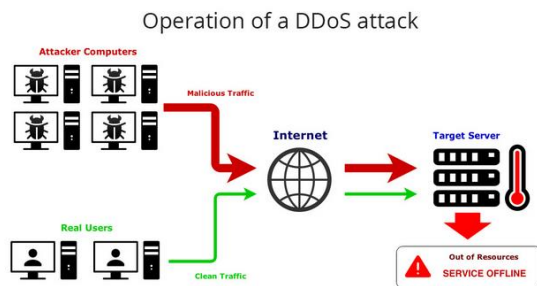 Operation of a DDoS attack
Attacker Computers
Malicious Traffic
Internet
Target Server
Real Users
Clean Traffic
Out of Resources
SERVICE OFFLINE